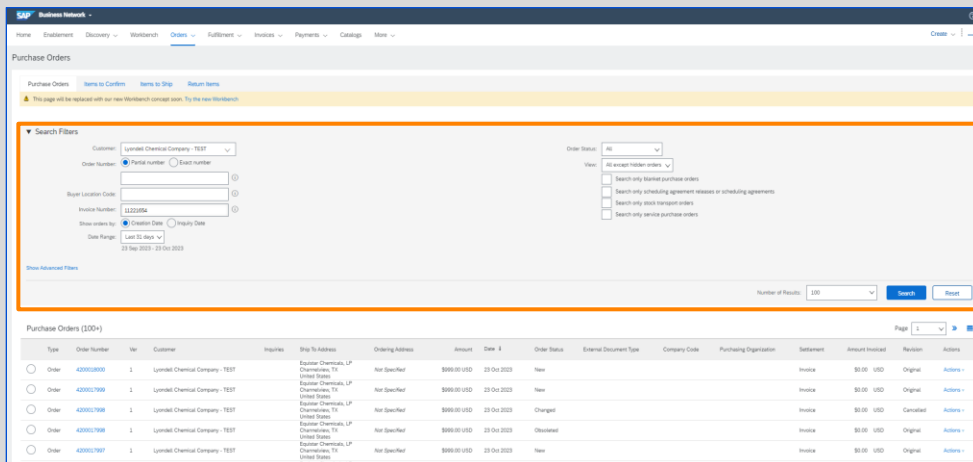 SAP Business Network
Home Enablement Discovery Workbench Orders Fulfillment Invoices Payments Catalogs More Create
Purchase Orders
Purchase Orders Items to Confirm Items to Ship Return Items
This page will be replaced with our new Workbench concept soon. Try the new Workbench
▼ Search Filters
Customer: Lyondell Chemical Company - TEST
Order Number: Partial number Exact number
Buyer Location Code:
Invoice Number: 11221654
Show orders by: Creation Date Inquiry Date
Date Range: Last 31 days
23 Sep 2023 - 23 Oct 2023
Order Status: All
View: All except hidden orders
Search only blanket purchase orders
Search only scheduling agreement releases or scheduling agreements
Search only stock transport orders
Search only service purchase orders
Show Advanced Filters
Number of Results: 100 Search Reset
Purchase Orders (100+) Page 1 »
Type Order Number Ver Customer Inquiries Ship To Address Ordering Address Amount Date ↓ Order Status External Document Type Company Code Purchasing Organization Settlement Amount Invoiced Revision Actions
Order 4200018000 1 Lyondell Chemical Company - TEST Equistar Chemicals, LP Channelview, TX United States Not Specified $999.00 USD 23 Oct 2023 New Invoice $0.00 USD Original Actions
Order 4200017999 1 Lyondell Chemical Company - TEST Equistar Chemicals, LP Channelview, TX United States Not Specified $999.00 USD 23 Oct 2023 New Invoice $0.00 USD Original Actions
Order 4200017998 1 Lyondell Chemical Company - TEST Equistar Chemicals, LP Channelview, TX United States Not Specified $999.00 USD 23 Oct 2023 Changed Invoice $0.00 USD Cancelled Actions
Order 4200017998 1 Lyondell Chemical Company - TEST Equistar Chemicals, LP Channelview, TX United States Not Specified $999.00 USD 23 Oct 2023 Obsoleted Invoice $0.00 USD Original Actions
Order 4200017997 1 Lyondell Chemical Company - TEST Equistar Chemicals, LP Channelview, TX United States Not Specified $999.00 USD 23 Oct 2023 New Invoice $0.00 USD Original Actions